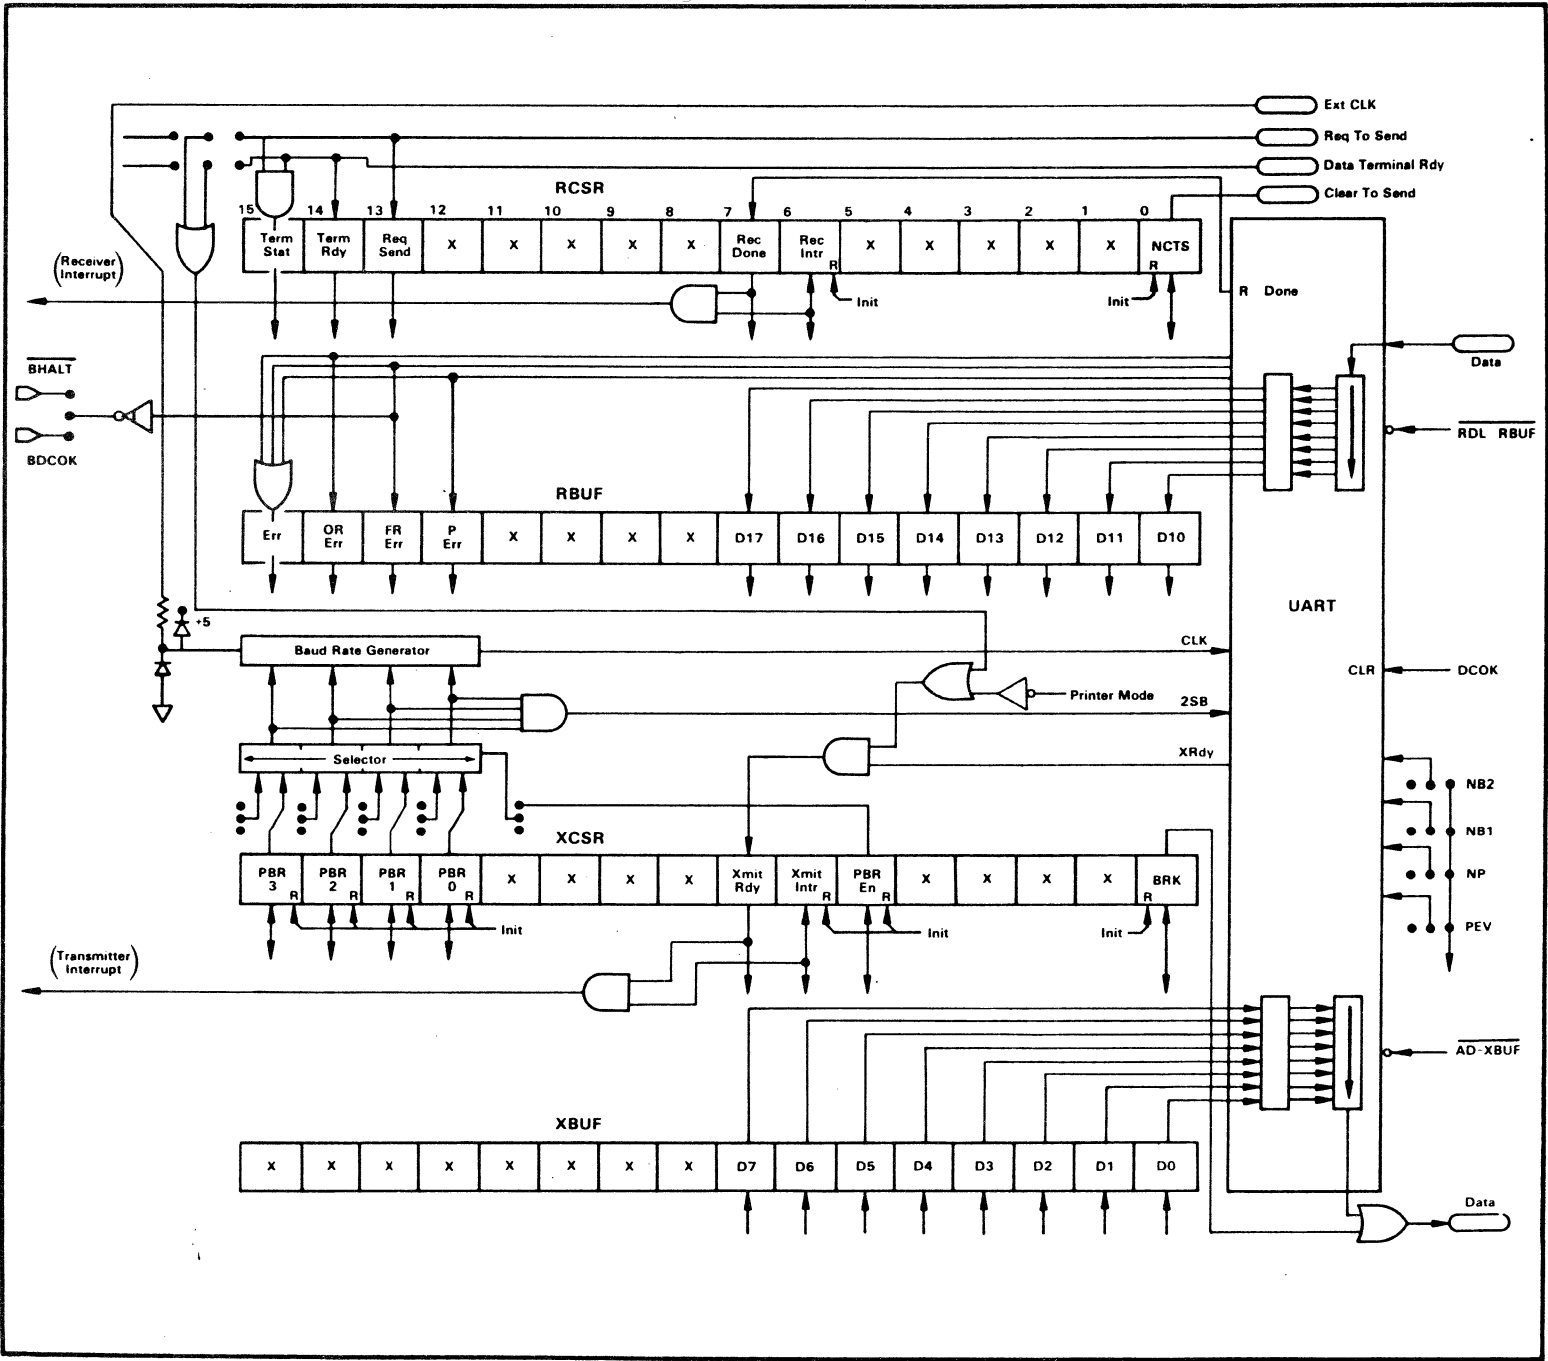 Ext CLK
Req To Send
Data Terminal Rdy
Clear To Send
RCSR
15 14 13 12 11 10 9 8 7 6 5 4 3 2 1 0
Term Stat
Term Rdy
Req Send
X X X X X
Rec Done
Rec Intr
R
X X X X X
NCTS
R
(Receiver Interrupt)
Init
Init
R Done
BHALT
BDCOK
Data
RDL RBUF
RBUF
Err
OR Err
FR Err
P Err
X X X X
D17 D16 D15 D14 D13 D12 D11 D10
UART
+5
Baud Rate Generator
CLK
CLR
DCOK
Printer Mode
2SB
Selector
XRdy
NB2
NB1
NP
PEV
XCSR
PBR 3
R
PBR 2
R
PBR 1
R
PBR 0
R
X X X X
Xmit Rdy
Xmit Intr
R
PBR En
R
X X X X
BRK
R
Init
Init
Init
(Transmitter Interrupt)
AD-XBUF
XBUF
X X X X X X X X
D7 D6 D5 D4 D3 D2 D1 D0
Data